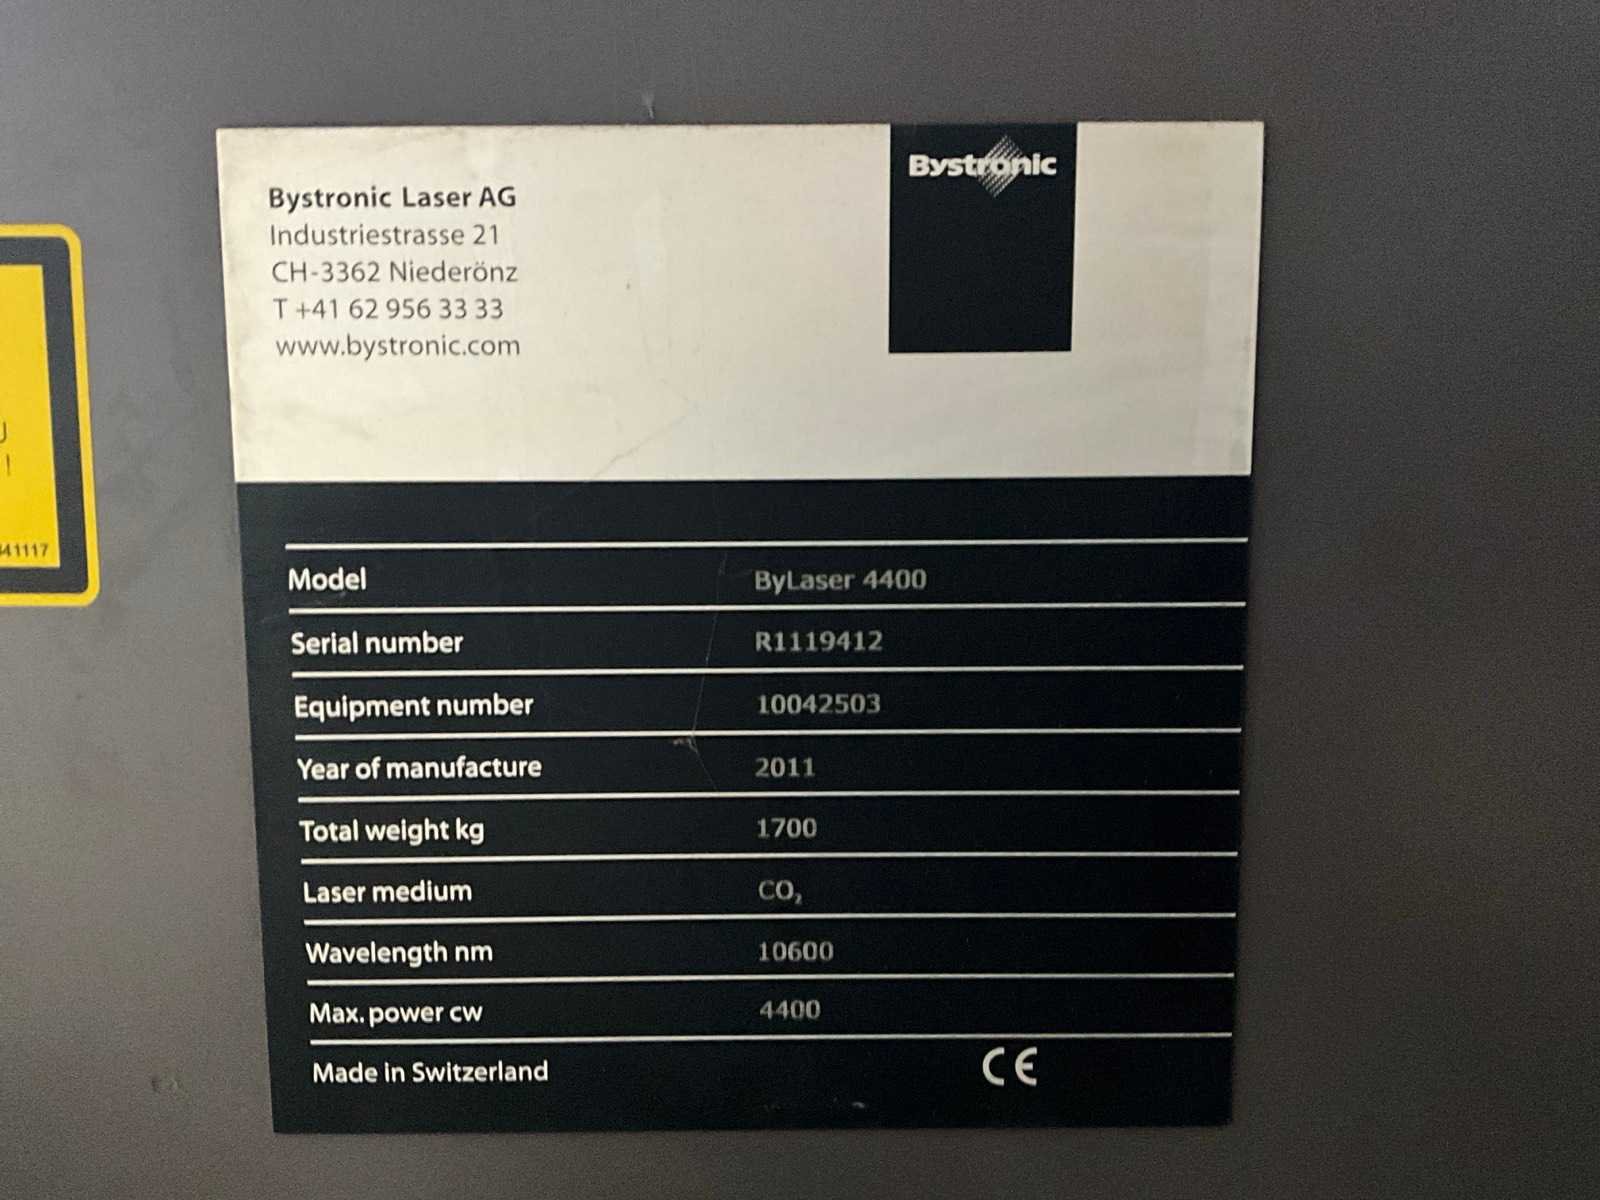 Bystronic
Bystronic Laser AG
Industriestrasse 21
CH-3362 Niederönz
T +41 62 956 33 33
www.bystronic.com
Model ByLaser 4400
Serial number R1119412
Equipment number 10042503
Year of manufacture 2011
Total weight kg 1700
Laser medium CO₂
Wavelength nm 10600
Max. power cw 4400
Made in Switzerland CE
!
41117